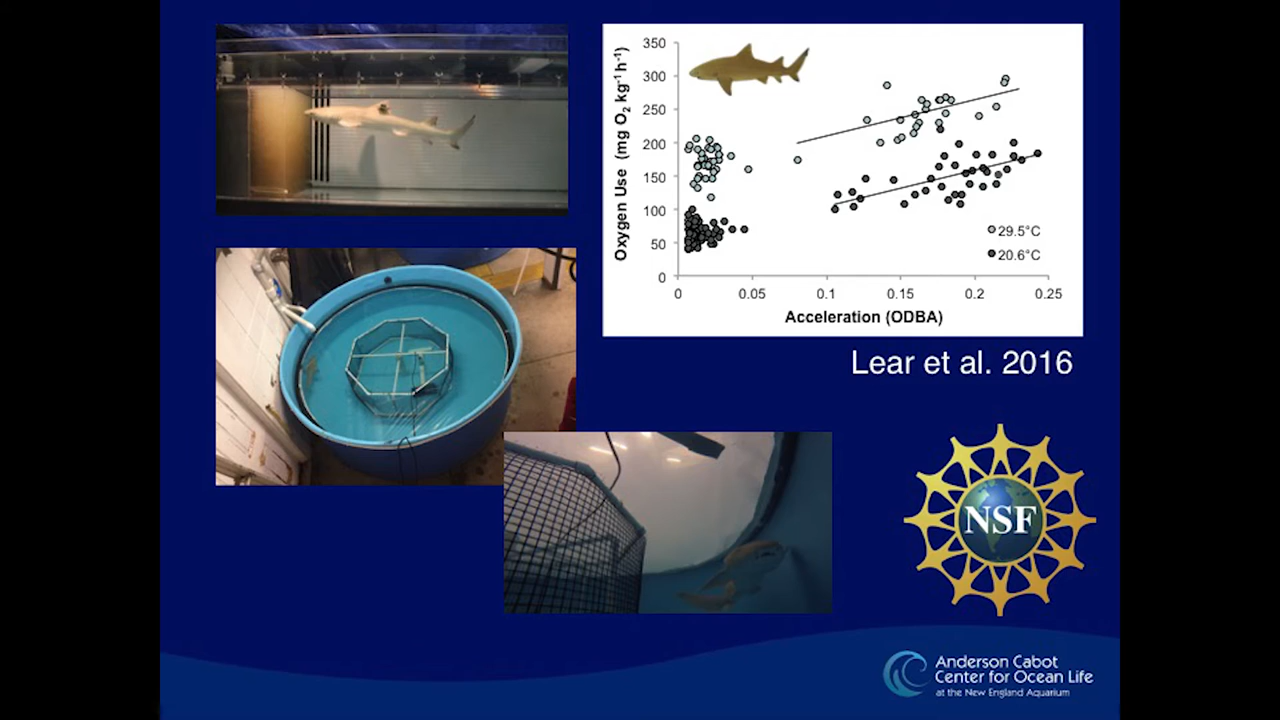 350
300
250
200
150
100
50
0
Oxygen Use (mg O₂ kg⁻¹ h⁻¹)
29.5°C
20.6°C
0 0.05 0.1 0.15 0.2 0.25
Acceleration (ODBA)
Lear et al. 2016
NSF
Anderson Cabot
Center for Ocean Life
at the New England Aquarium